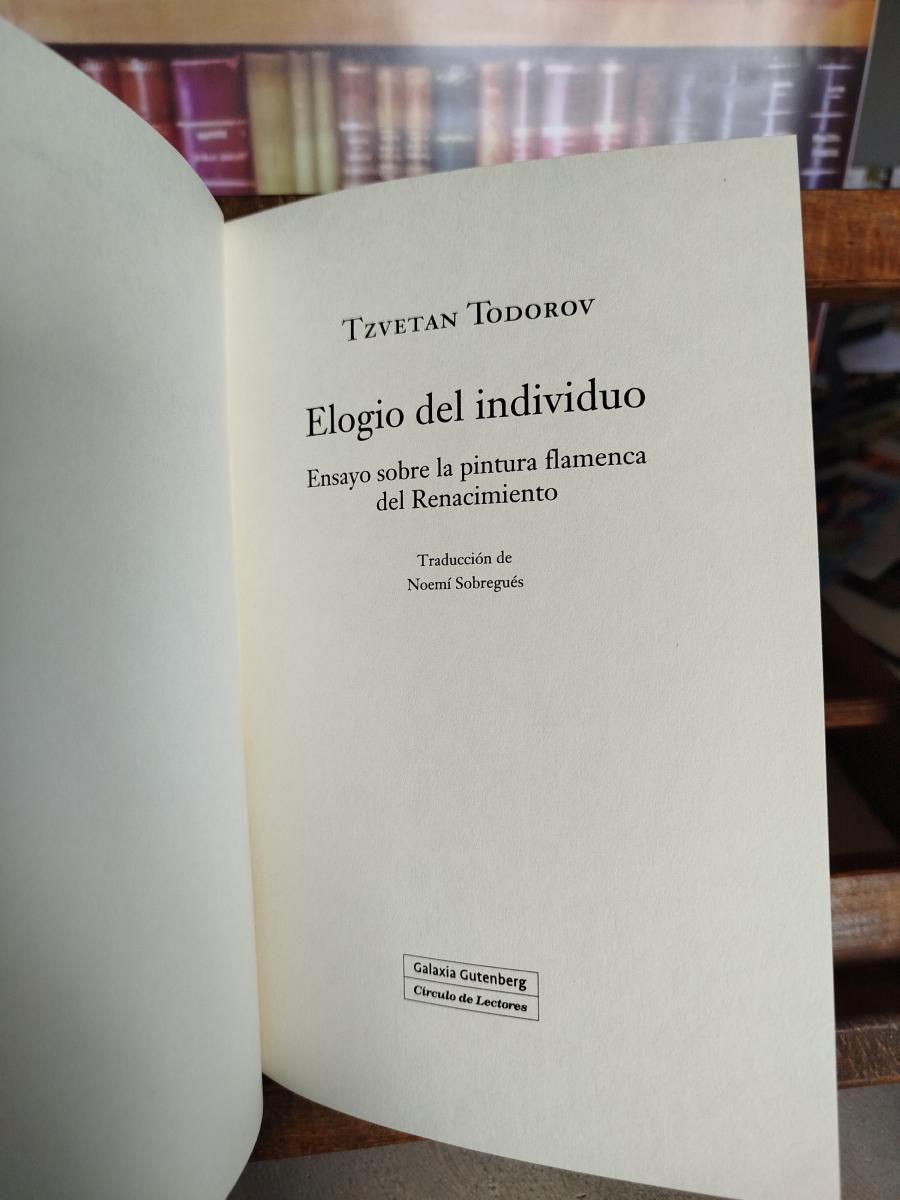 TZVETAN TODOROV
Elogio del individuo
Ensayo sobre la pintura flamenca
del Renacimiento
Traducción de
Noemí Sobregués
Galaxia Gutenberg
Círculo de Lectores